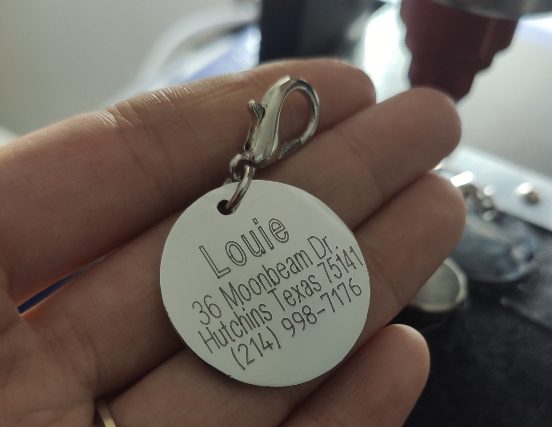 Louie
36 Moonbeam Dr
Hutchins Texas 75141
(214) 998-7176